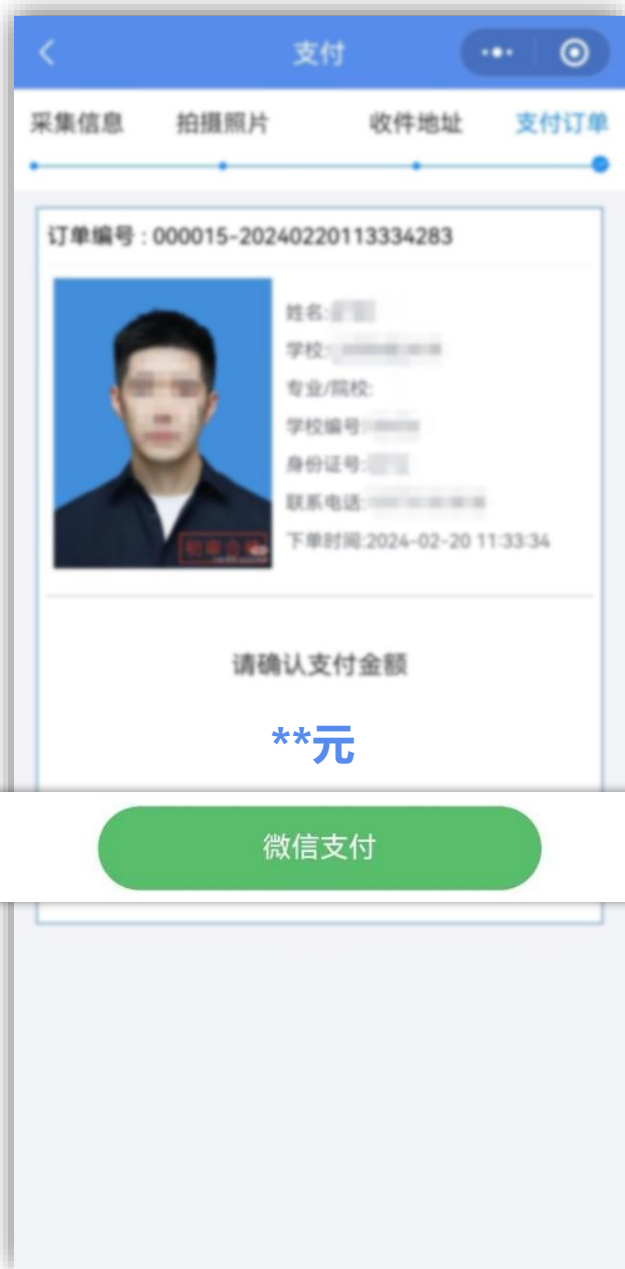 支付
采集信息 拍摄照片 收件地址 支付订单
订单编号 : 000015-20240220113334283
姓名:
学校:
专业/院校:
学校编号:
身份证号:
联系电话:
下单时间:2024-02-20 11:33:34
请确认支付金额
**元
微信支付